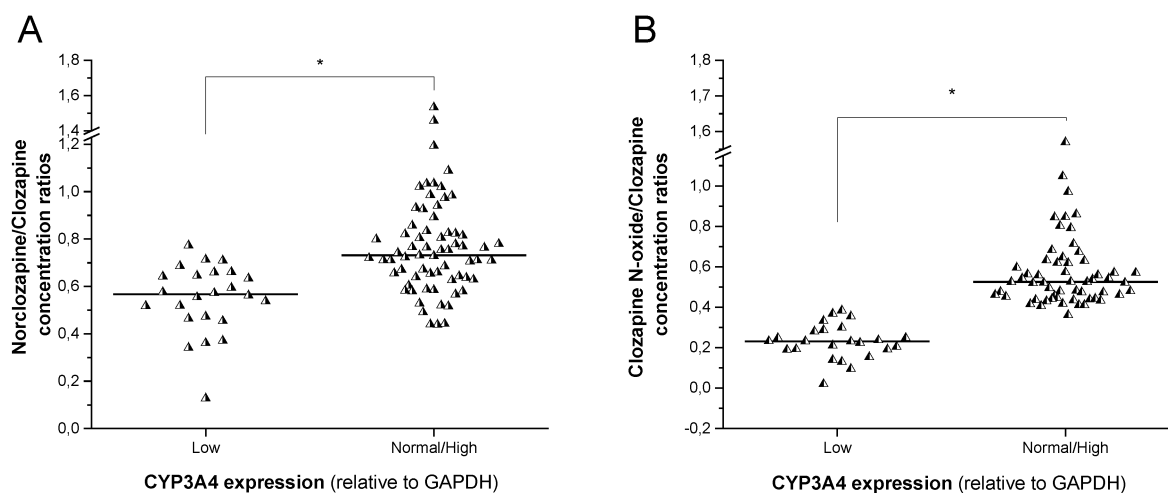 A
B
1,8
1,6
1,4
1,2
1,0
0,8
0,6
0,4
0,2
0,0
Norclozapine/Clozapine
concentration ratios
*
Low
Normal/High
CYP3A4 expression (relative to GAPDH)
1,8
1,6
1,0
0,8
0,6
0,4
0,2
0,0
-0,2
Clozapine N-oxide/Clozapine
concentration ratios
*
Low
Normal/High
CYP3A4 expression (relative to GAPDH)